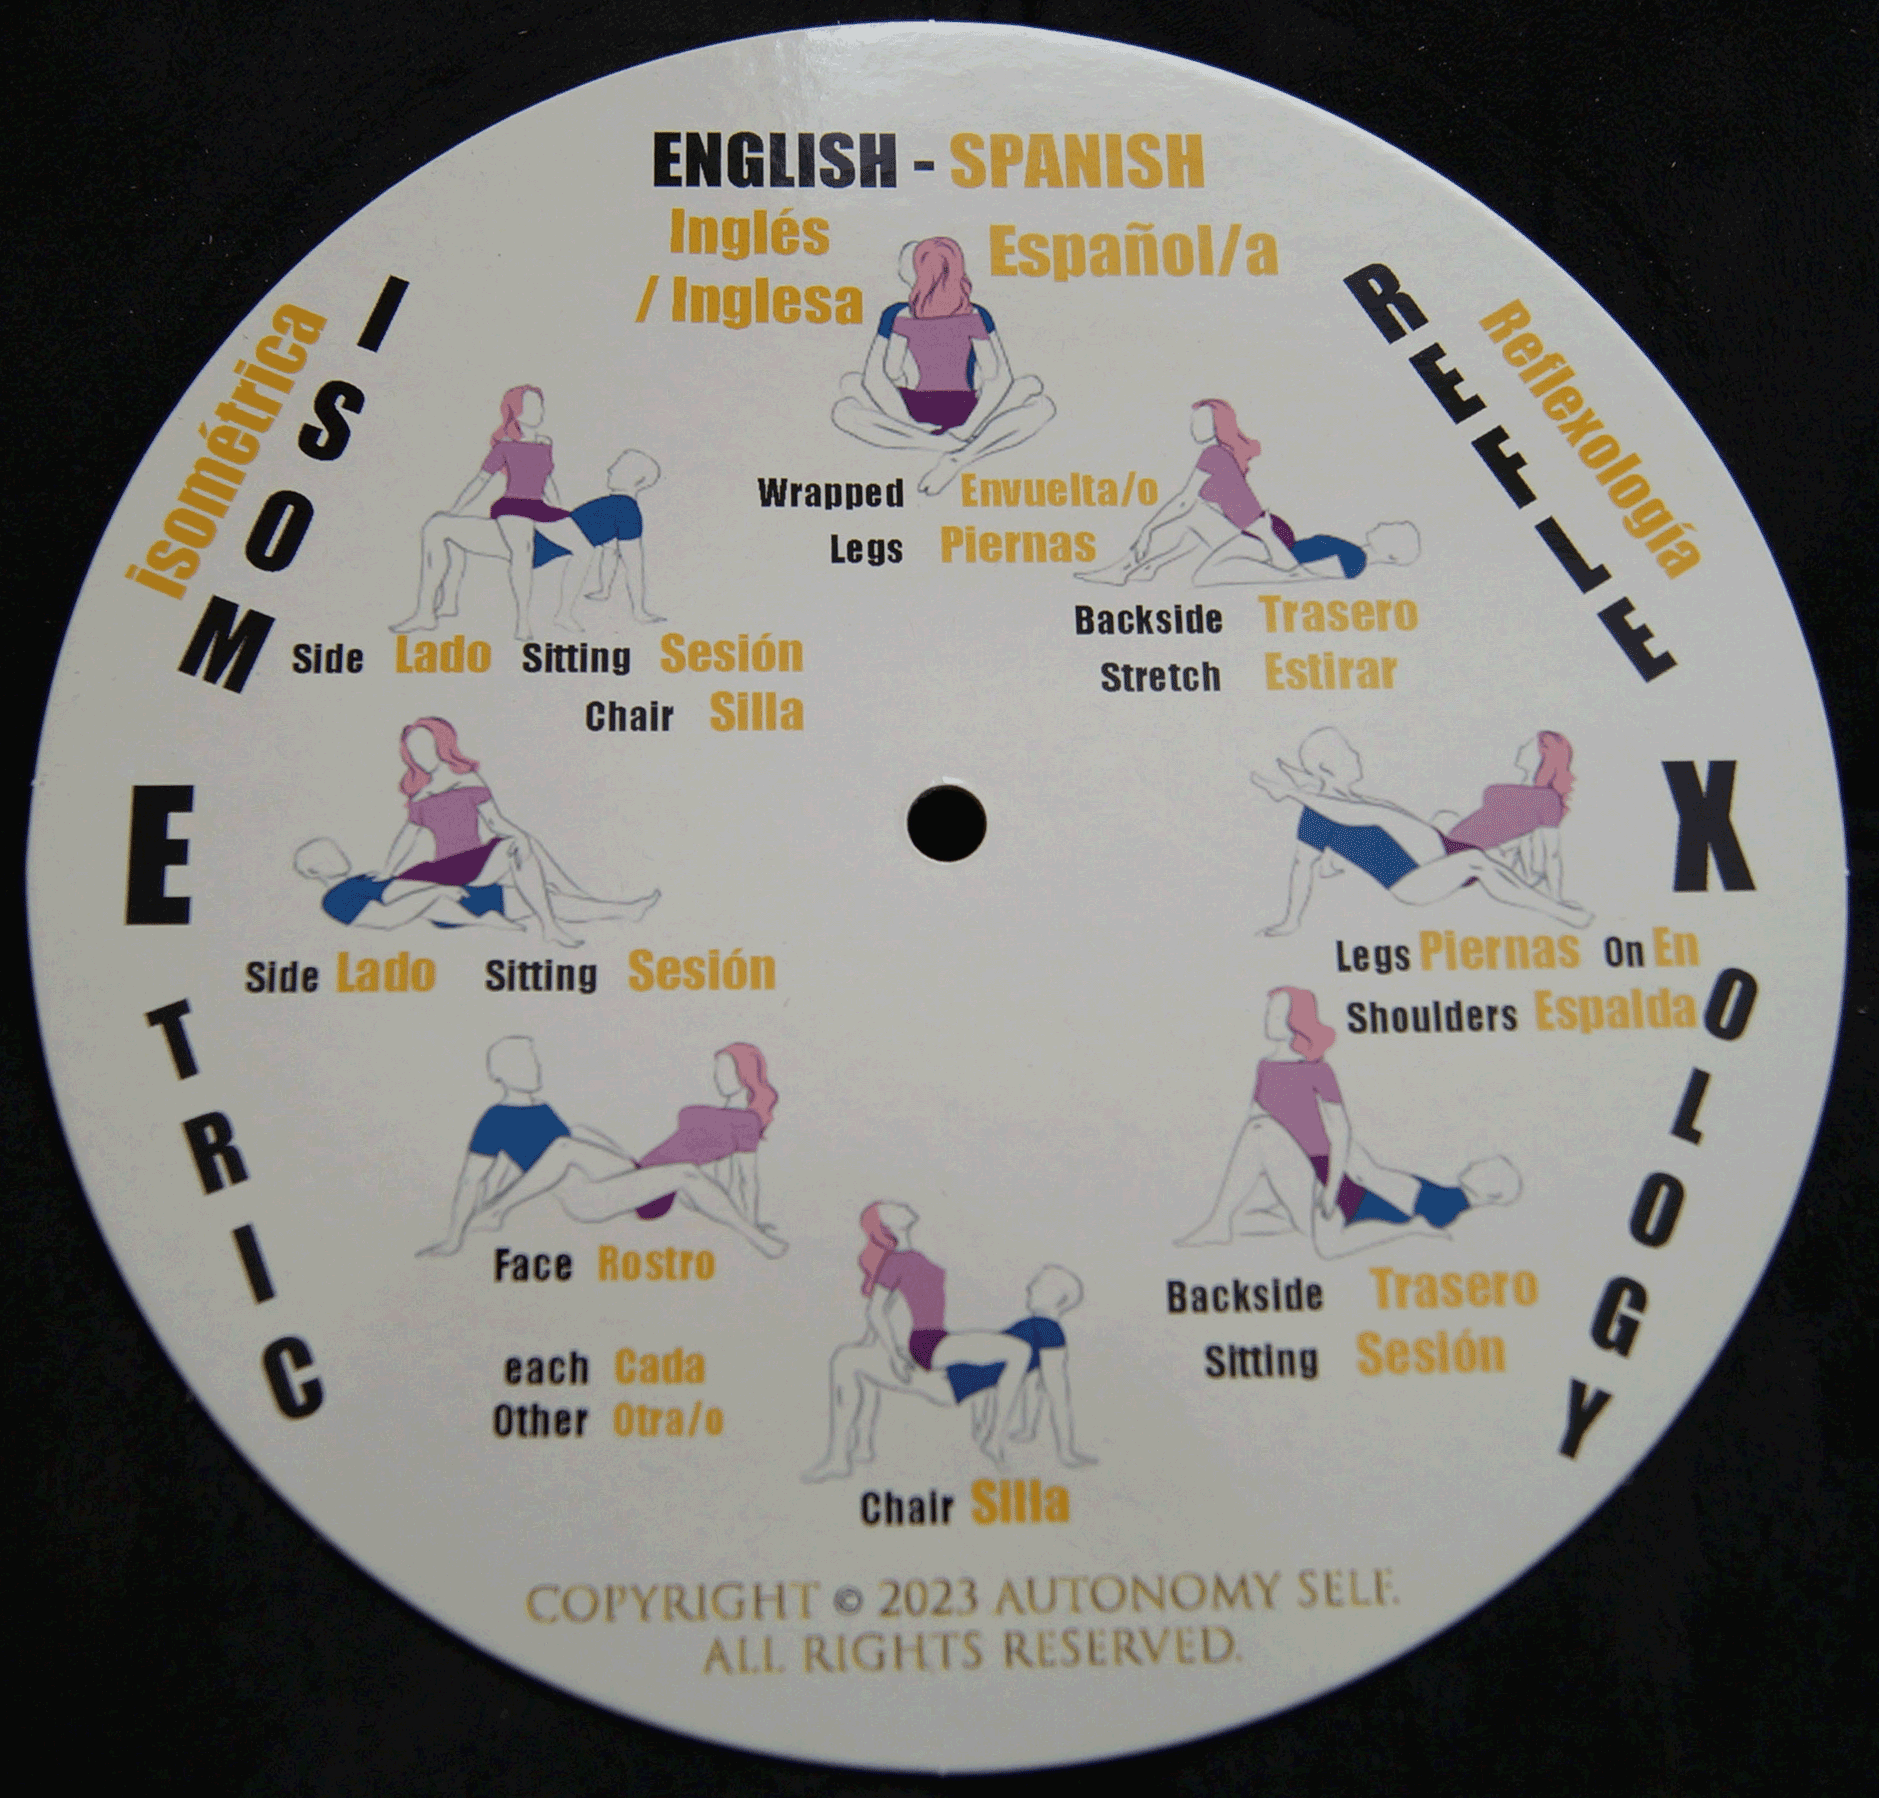 ENGLISH - SPANISH
Inglés Español/a
/ Inglesa
ISOMETRIC
isométrica
REFLEXOLOGY
Reflexología
Wrapped Envuelta/o
Legs Piernas
Side Lado Sitting Sesión
Chair Silla
Backside Trasero
Stretch Estirar
Side Lado Sitting Sesión
Legs Piernas On En
Shoulders Espalda
Face Rostro
each Cada
Other Otra/o
Backside Trasero
Sitting Sesión
Chair Silla
COPYRIGHT © 2023 AUTONOMY SELF.
ALL RIGHTS RESERVED.